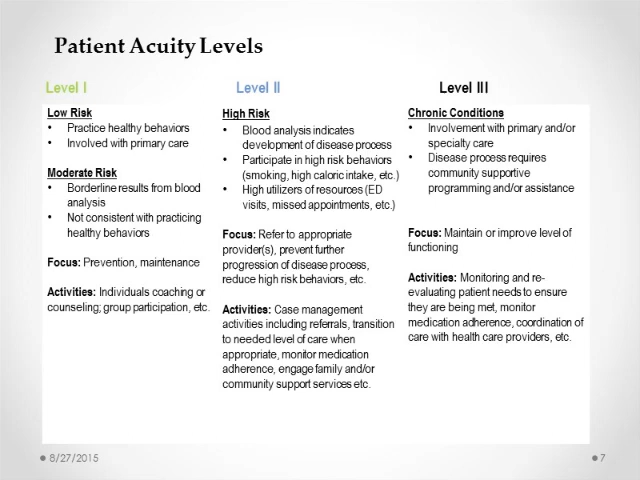 Patient Acuity Levels
Level I
Low Risk
• Practice healthy behaviors
• Involved with primary care
Moderate Risk
• Borderline results from blood
analysis
• Not consistent with practicing
healthy behaviors
Focus: Prevention, maintenance
Activities: Individuals coaching or
counseling; group participation, etc.
Level II
High Risk
• Blood analysis indicates
development of disease process
• Participate in high risk behaviors
(smoking, high caloric intake, etc.)
• High utilizers of resources (ED
visits, missed appointments, etc.)
Focus: Refer to appropriate
provider(s), prevent further
progression of disease process,
reduce high risk behaviors, etc.
Activities: Case management
activities including referrals, transition
to needed level of care when
appropriate, monitor medication
adherence, engage family and/or
community support services etc.
Level III
Chronic Conditions
• Involvement with primary and/or
specialty care
• Disease process requires
community supportive
programming and/or assistance
Focus: Maintain or improve level of
functioning
Activities: Monitoring and re-
evaluating patient needs to ensure
they are being met, monitor
medication adherence, coordination of
care with health care providers, etc.
8/27/2015
7